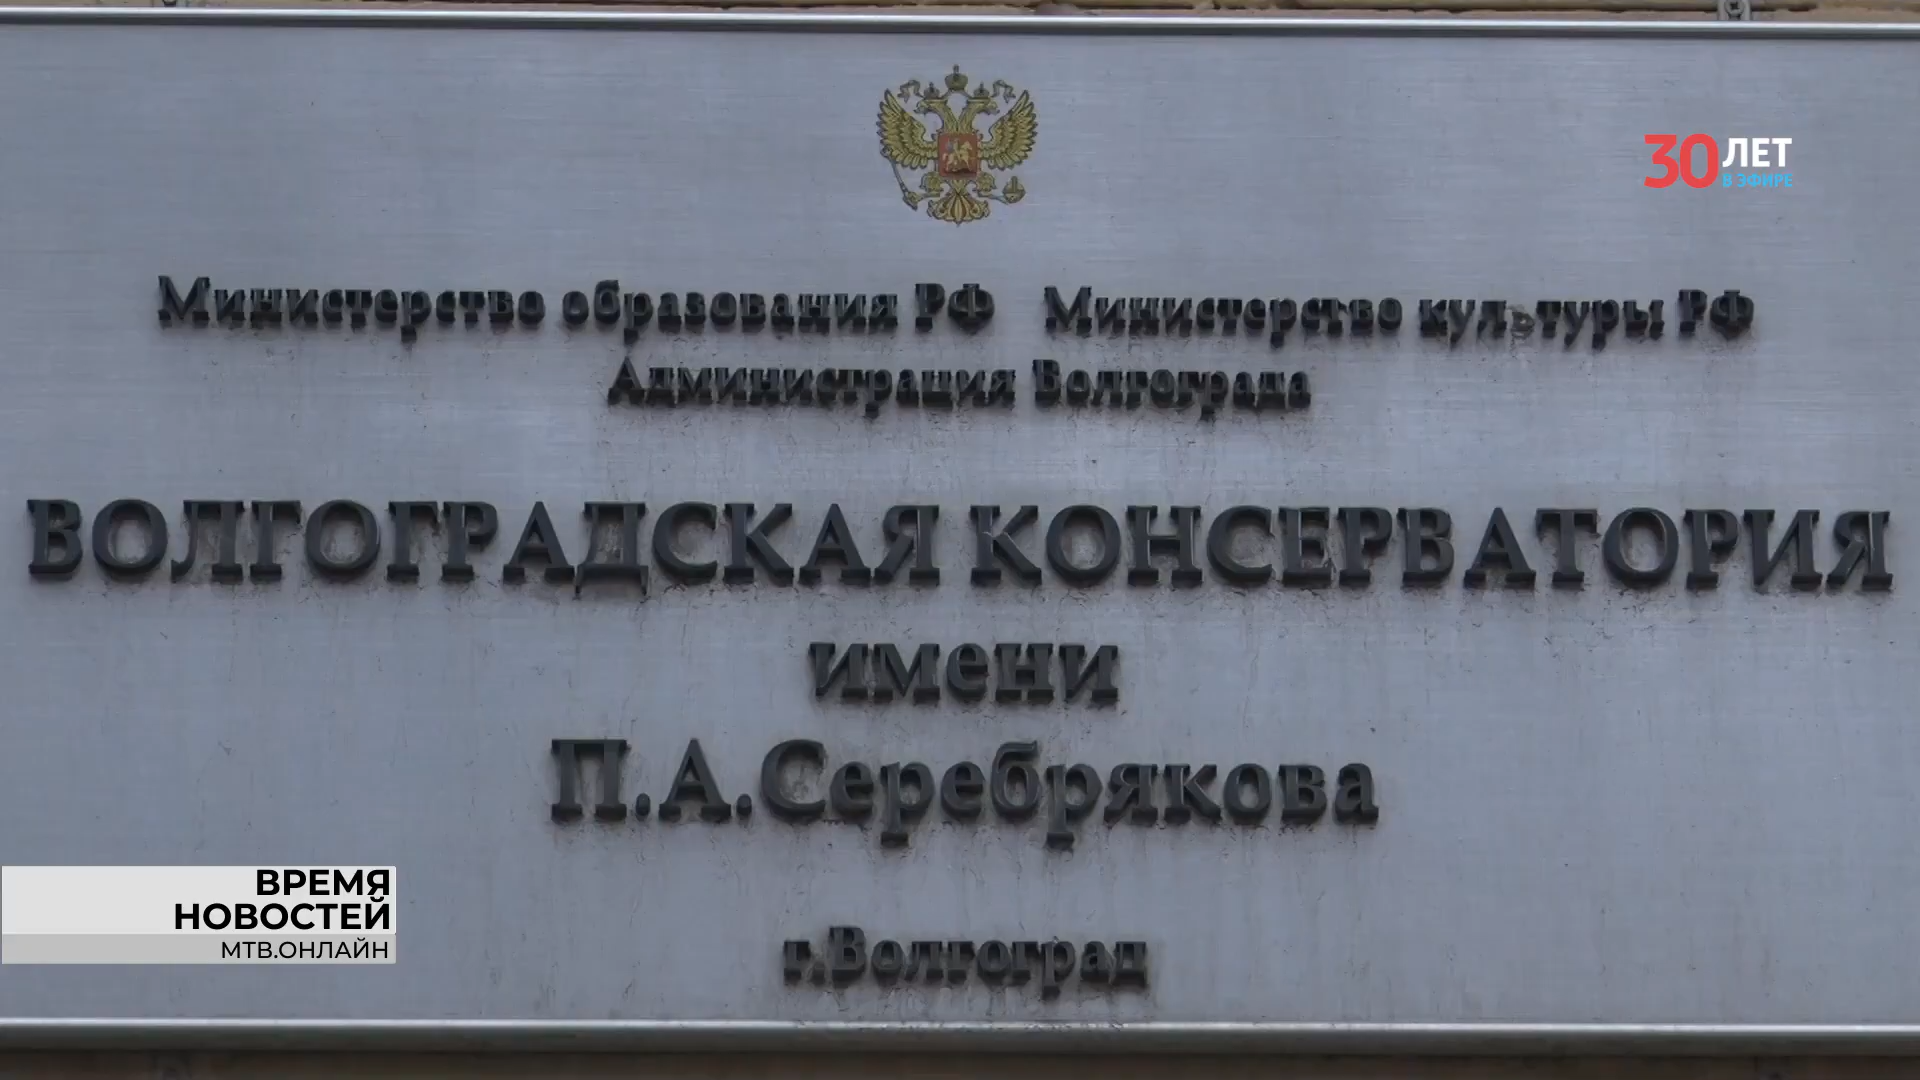 30 ЛЕТ
В ЭФИРЕ
Министерство образования РФ Министерство культуры РФ
Администрация Волгограда
ВОЛГОГРАДСКАЯ КОНСЕРВАТОРИЯ
имени
П.А.Серебрякова
г.Волгоград
ВРЕМЯ
НОВОСТЕЙ
МТВ.ОНЛАЙН